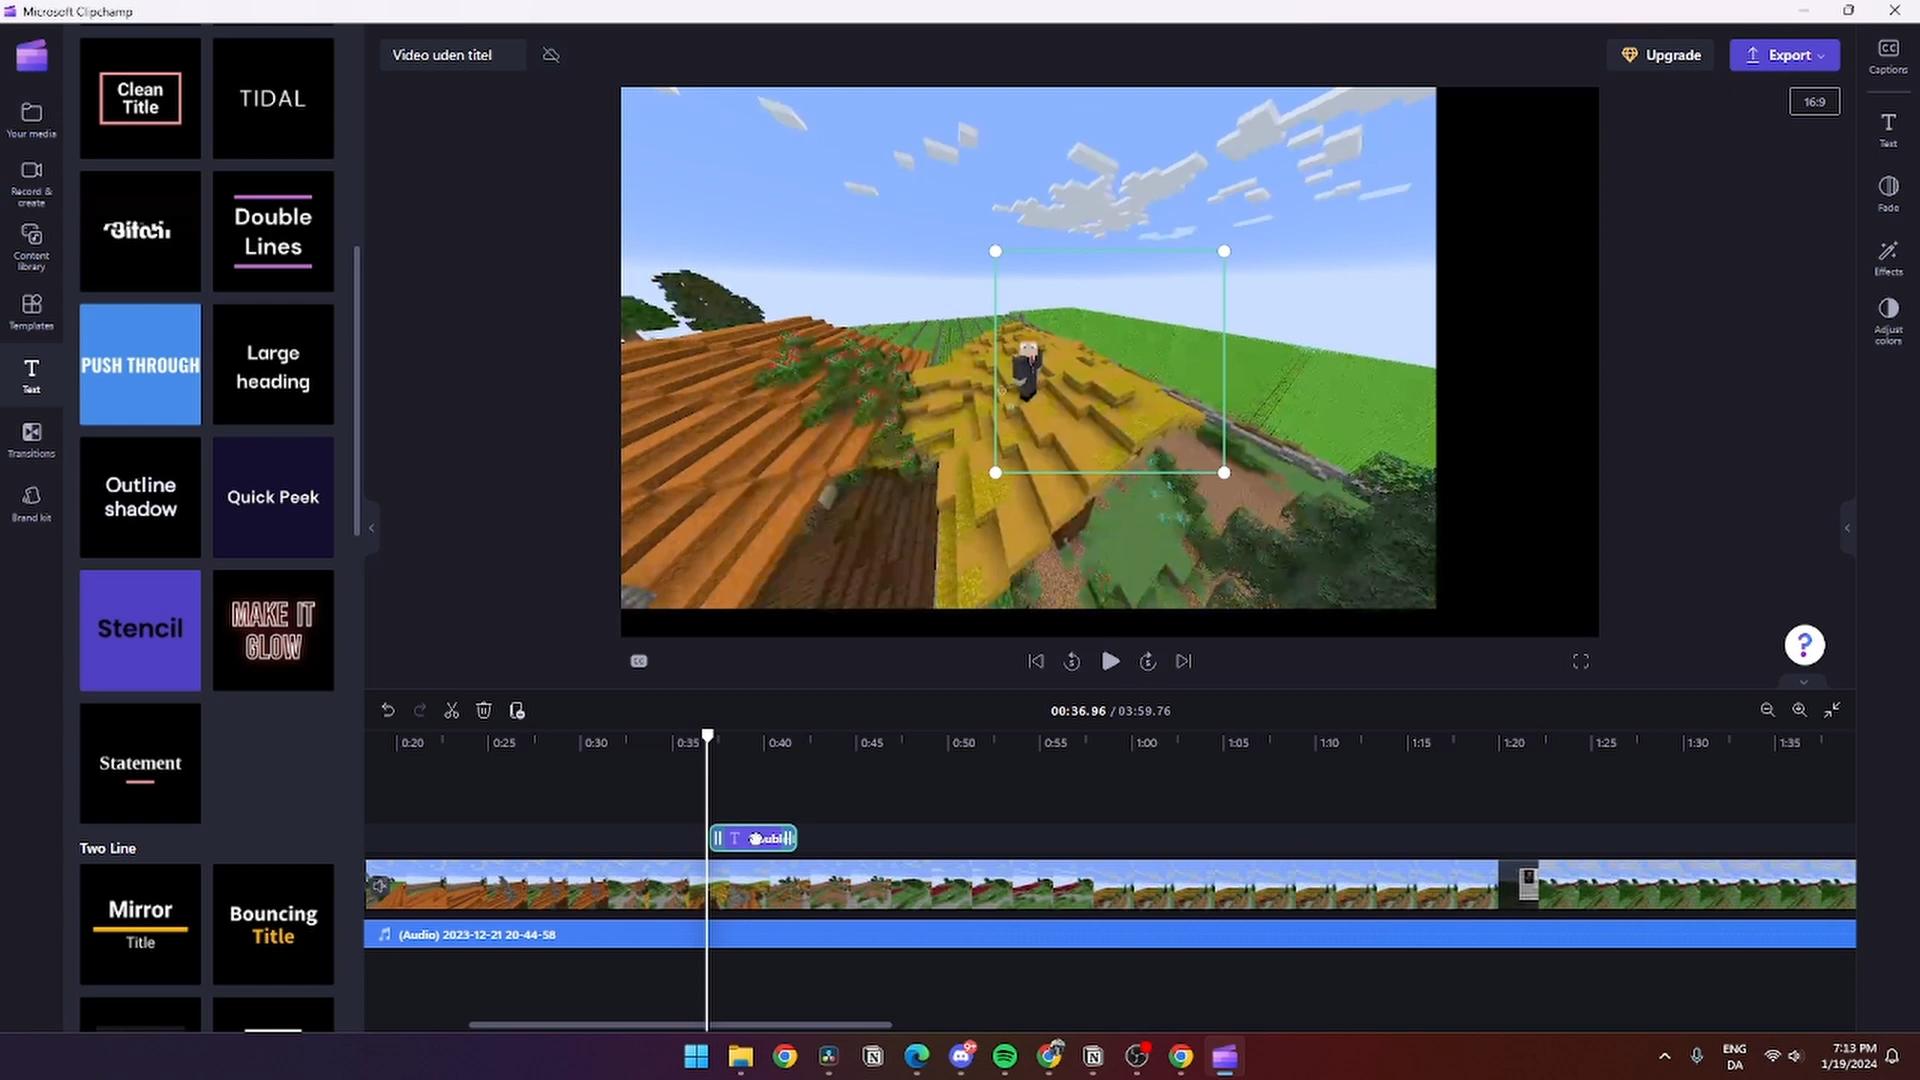 Microsoft Clipchamp
Your media
Record &
create
Content
library
Templates
Text
Transitions
Brand kit
Clean
Title
TIDAL
Double
Lines
PUSH THROUGH
Large
heading
Outline
shadow
Quick Peek
Stencil
MAKE IT
GLOW
Statement
Two Line
Mirror
Title
Bouncing
Title
Video uden titel
Upgrade
Export
16:9
CC
Captions
Text
Fade
Effects
Adjust
colors
CC
?
00:36.96 / 03:59.76
0:20
0:25
0:30
0:35
0:40
0:45
0:50
0:55
1:00
1:05
1:10
1:15
1:20
1:25
1:30
1:35
(Audio) 2023-12-21 20-44-58
ENG
DA
7:13 PM
1/19/2024